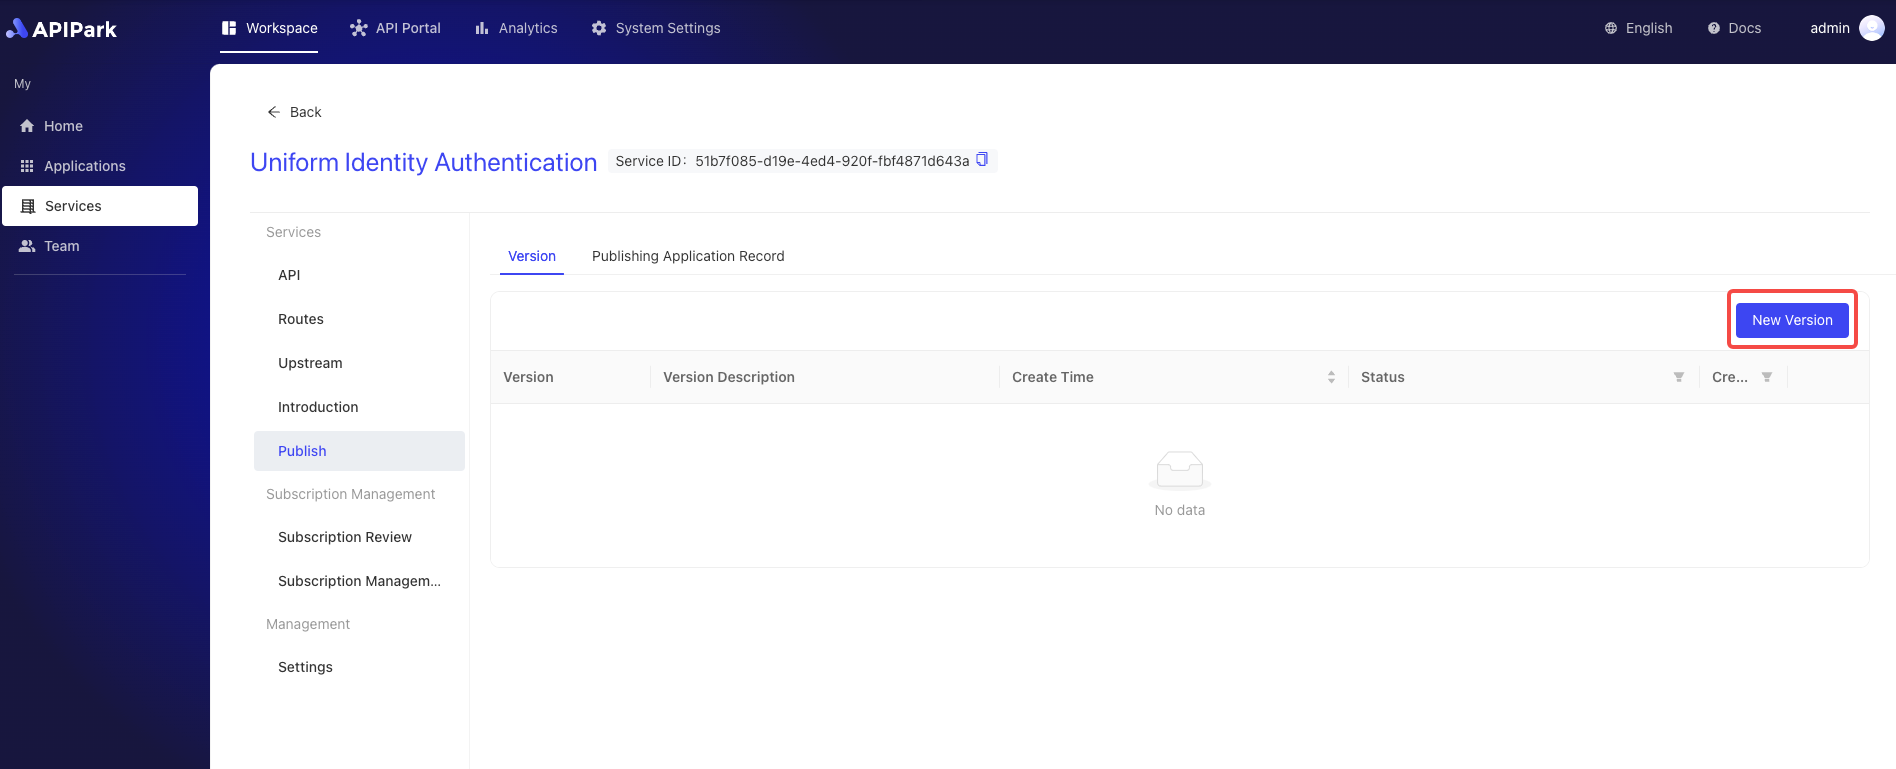 APIPark
Workspace
API Portal
Analytics
System Settings
English
Docs
admin
My
Home
Applications
Services
Team
Back
Uniform Identity Authentication
Service ID: 51b7f085-d19e-4ed4-920f-fbf4871d643a
Services
API
Routes
Upstream
Introduction
Publish
Subscription Management
Subscription Review
Subscription Managem...
Management
Settings
Version
Publishing Application Record
New Version
Version
Version Description
Create Time
Status
Cre...
No data